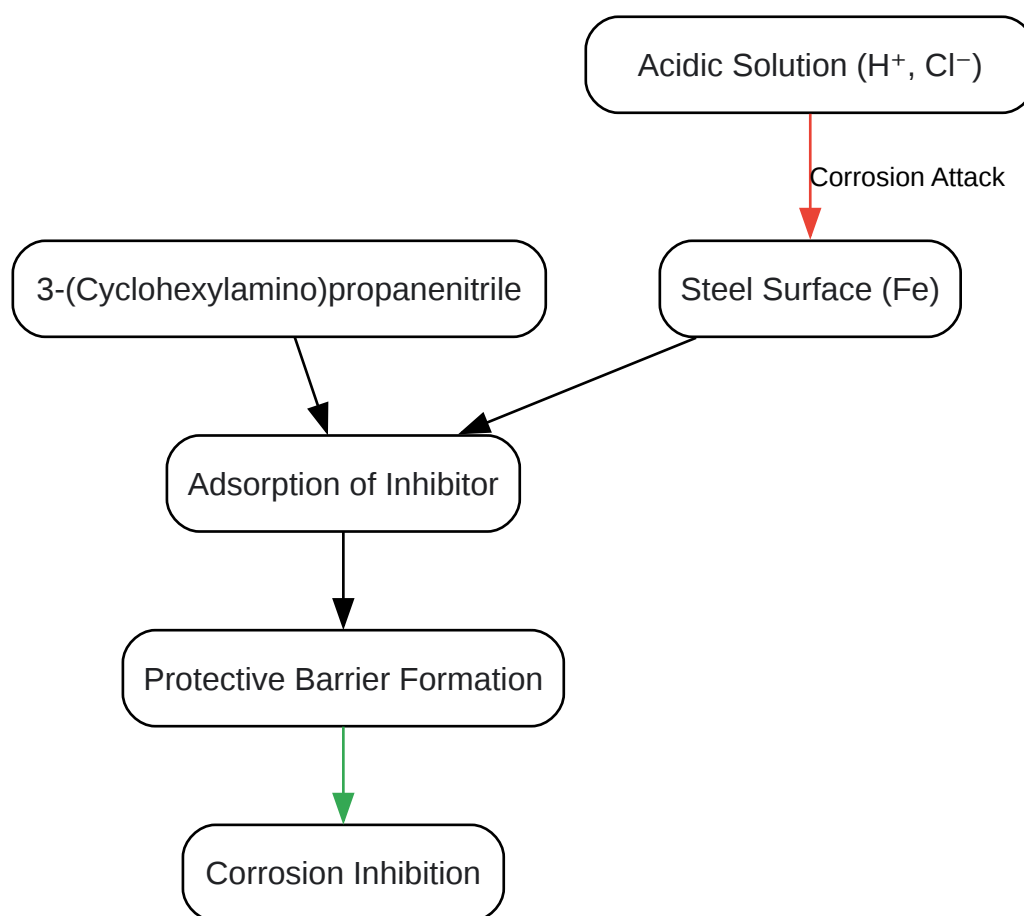 Acidic Solution (H⁺, Cl⁻)
Corrosion Attack
3-(Cyclohexylamino)propanenitrile
Steel Surface (Fe)
Adsorption of Inhibitor
Protective Barrier Formation
Corrosion Inhibition